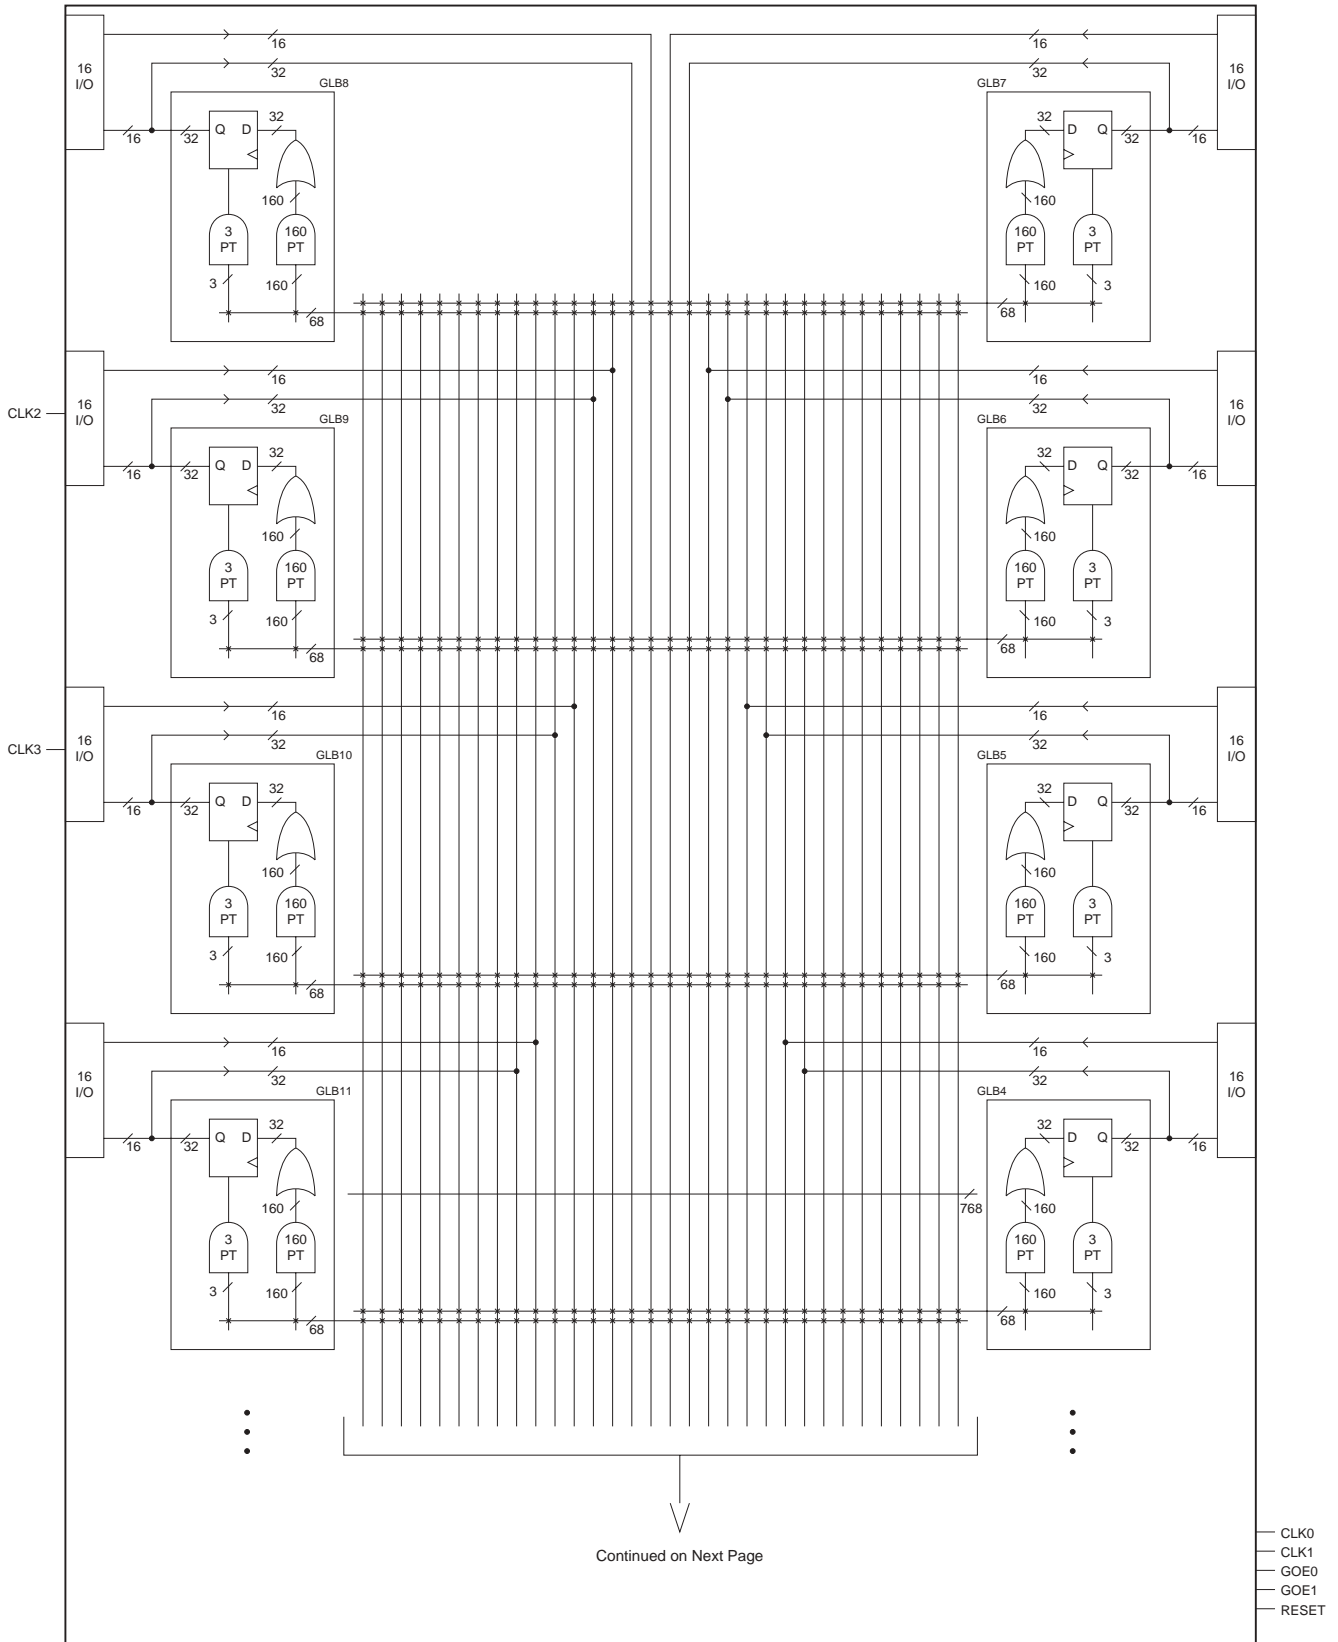 16
16
32
32
16
I/O
GLB8
GLB7
16
I/O
32
32
Q D
D Q
16
32
32
16
160
160
3
PT
160
PT
160
PT
3
PT
3
160
160
3
68
68
16
16
32
32
CLK2
16
I/O
GLB9
GLB6
16
I/O
32
32
Q D
D Q
16
32
32
16
160
160
3
PT
160
PT
160
PT
3
PT
3
160
160
3
68
68
16
16
32
32
CLK3
16
I/O
GLB10
GLB5
16
I/O
32
32
Q D
D Q
16
32
32
16
160
160
3
PT
160
PT
160
PT
3
PT
3
160
160
3
68
68
16
16
32
32
16
I/O
GLB11
GLB4
16
I/O
32
32
Q D
D Q
16
32
32
16
160
768
160
3
PT
160
PT
160
PT
3
PT
3
160
160
3
68
68
Continued on Next Page
CLK0
CLK1
GOE0
GOE1
RESET